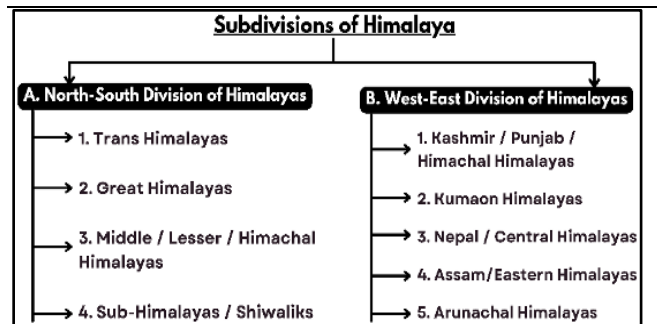 Subdivisions of Himalaya
A. North-South Division of Himalayas
1. Trans Himalayas
2. Great Himalayas
3. Middle / Lesser / Himachal
Himalayas
4. Sub-Himalayas / Shiwaliks
B. West-East Division of Himalayas
1. Kashmir / Punjab /
Himachal Himalayas
2. Kumaon Himalayas
3. Nepal / Central Himalayas
4. Assam/Eastern Himalayas
5. Arunachal Himalayas